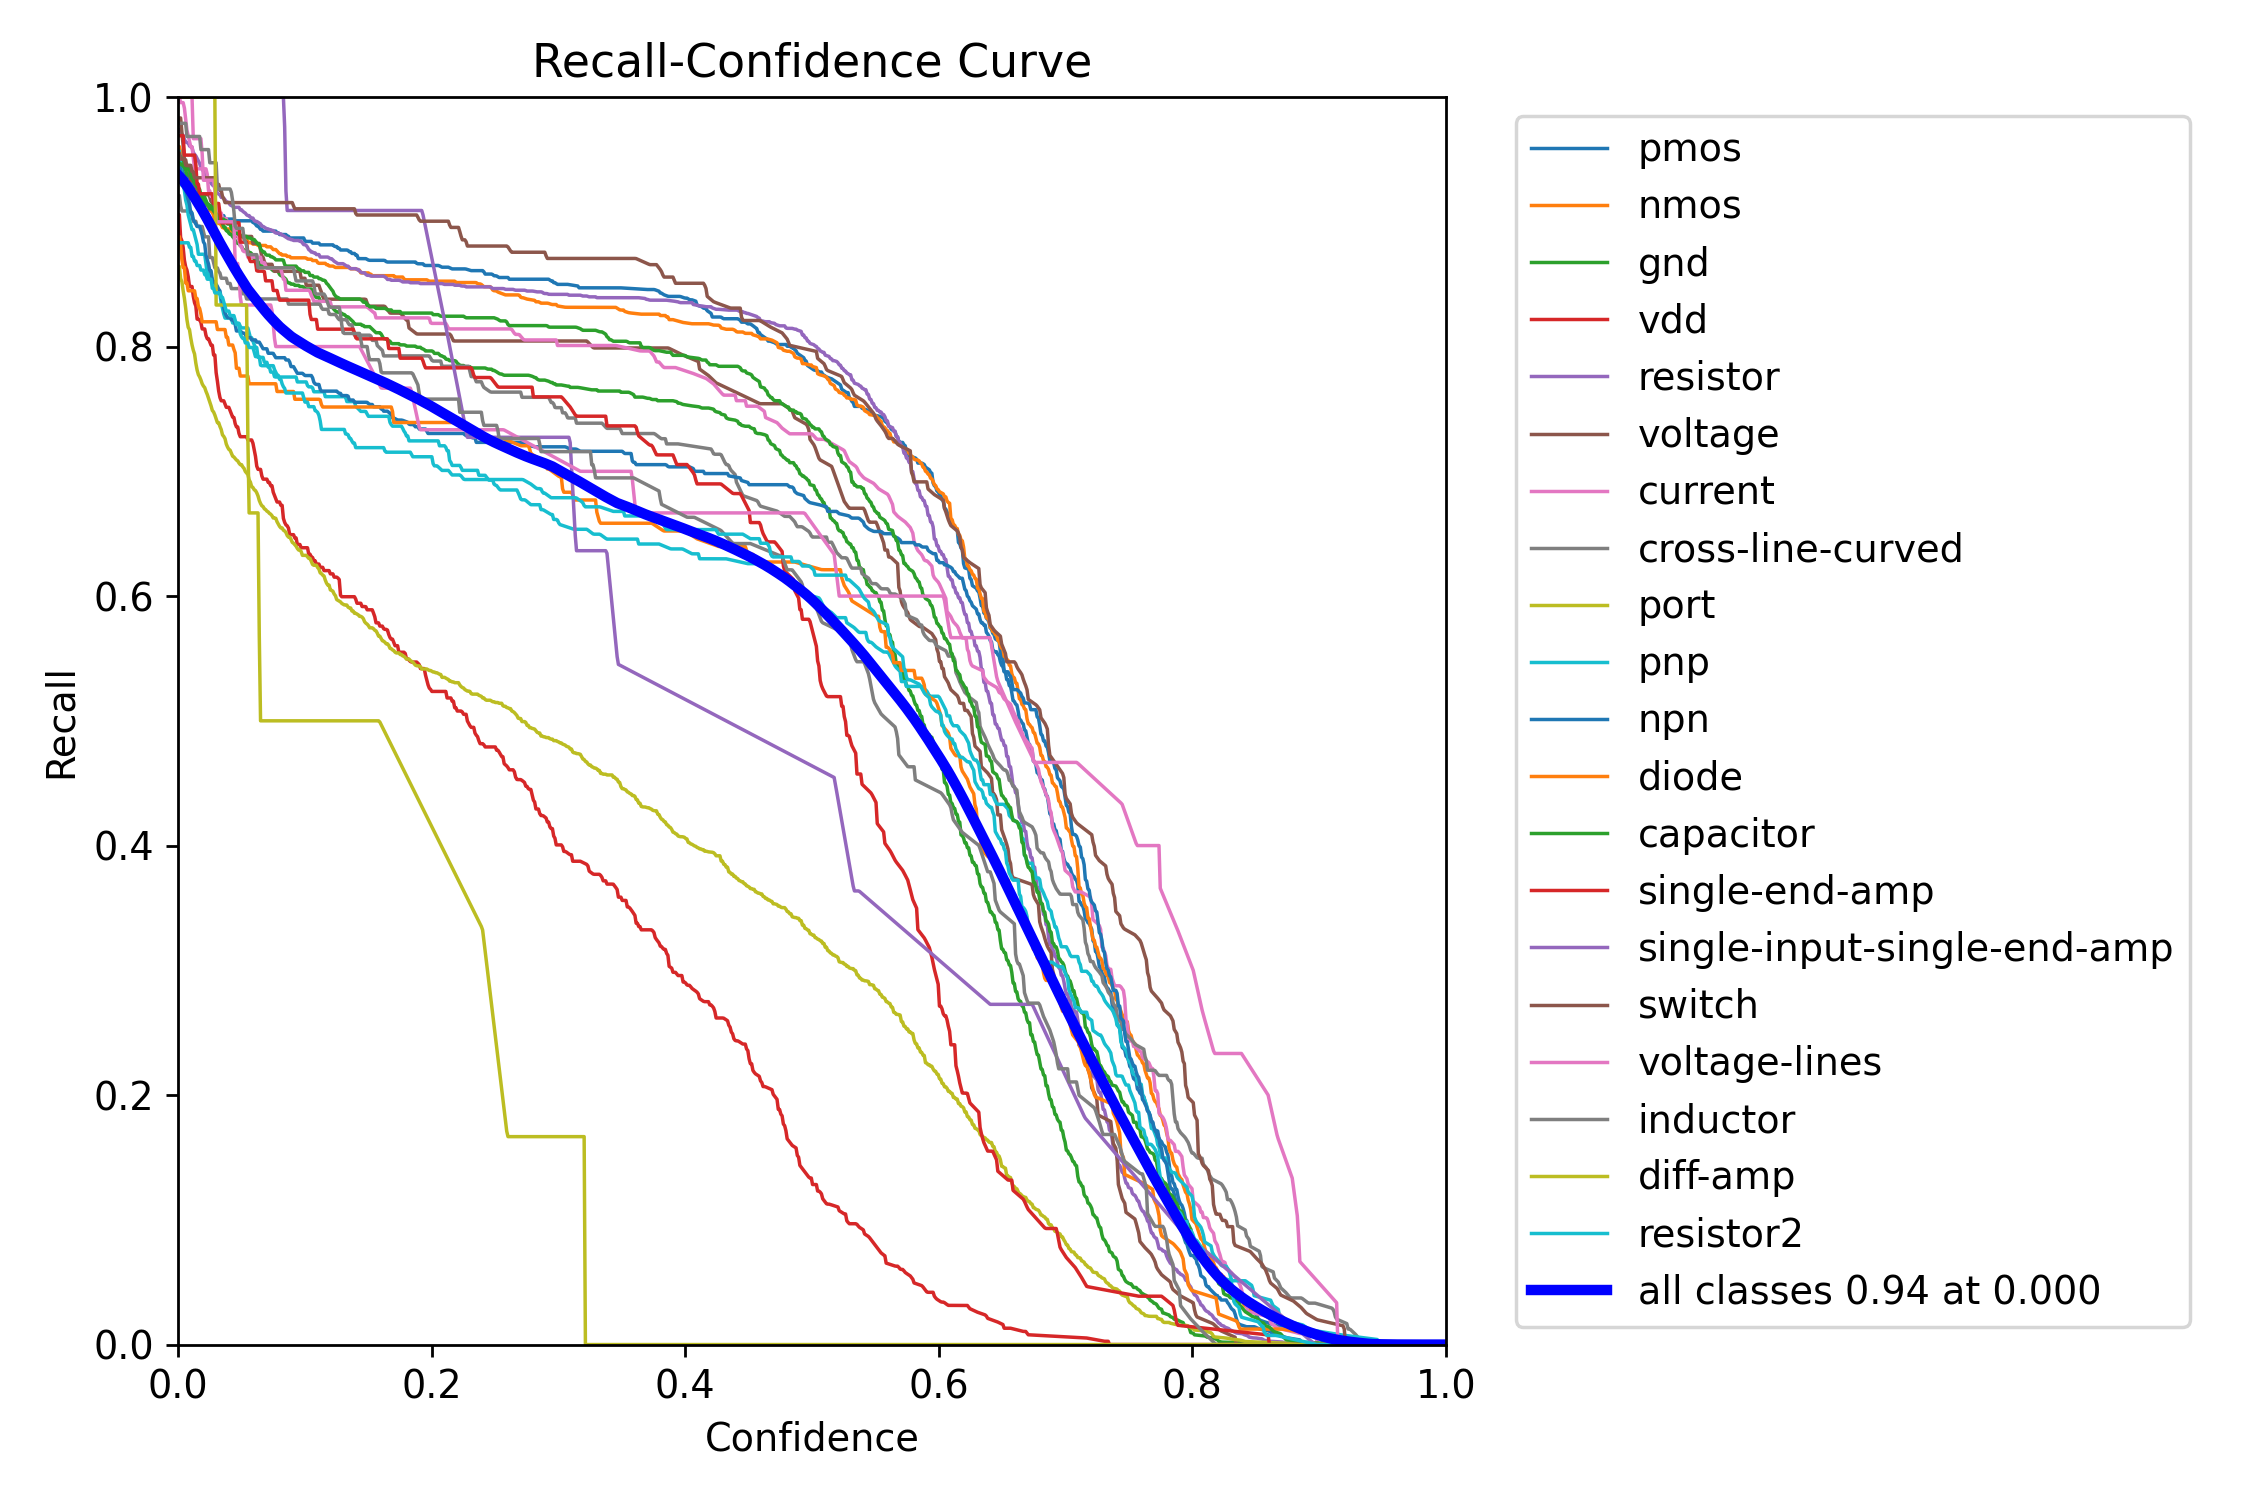 Recall-Confidence Curve
1.0
0.8
0.6
0.4
0.2
0.0
Recall
0.0 0.2 0.4 0.6 0.8 1.0
Confidence
pmos
nmos
gnd
vdd
resistor
voltage
current
cross-line-curved
port
pnp
npn
diode
capacitor
single-end-amp
single-input-single-end-amp
switch
voltage-lines
inductor
diff-amp
resistor2
all classes 0.94 at 0.000